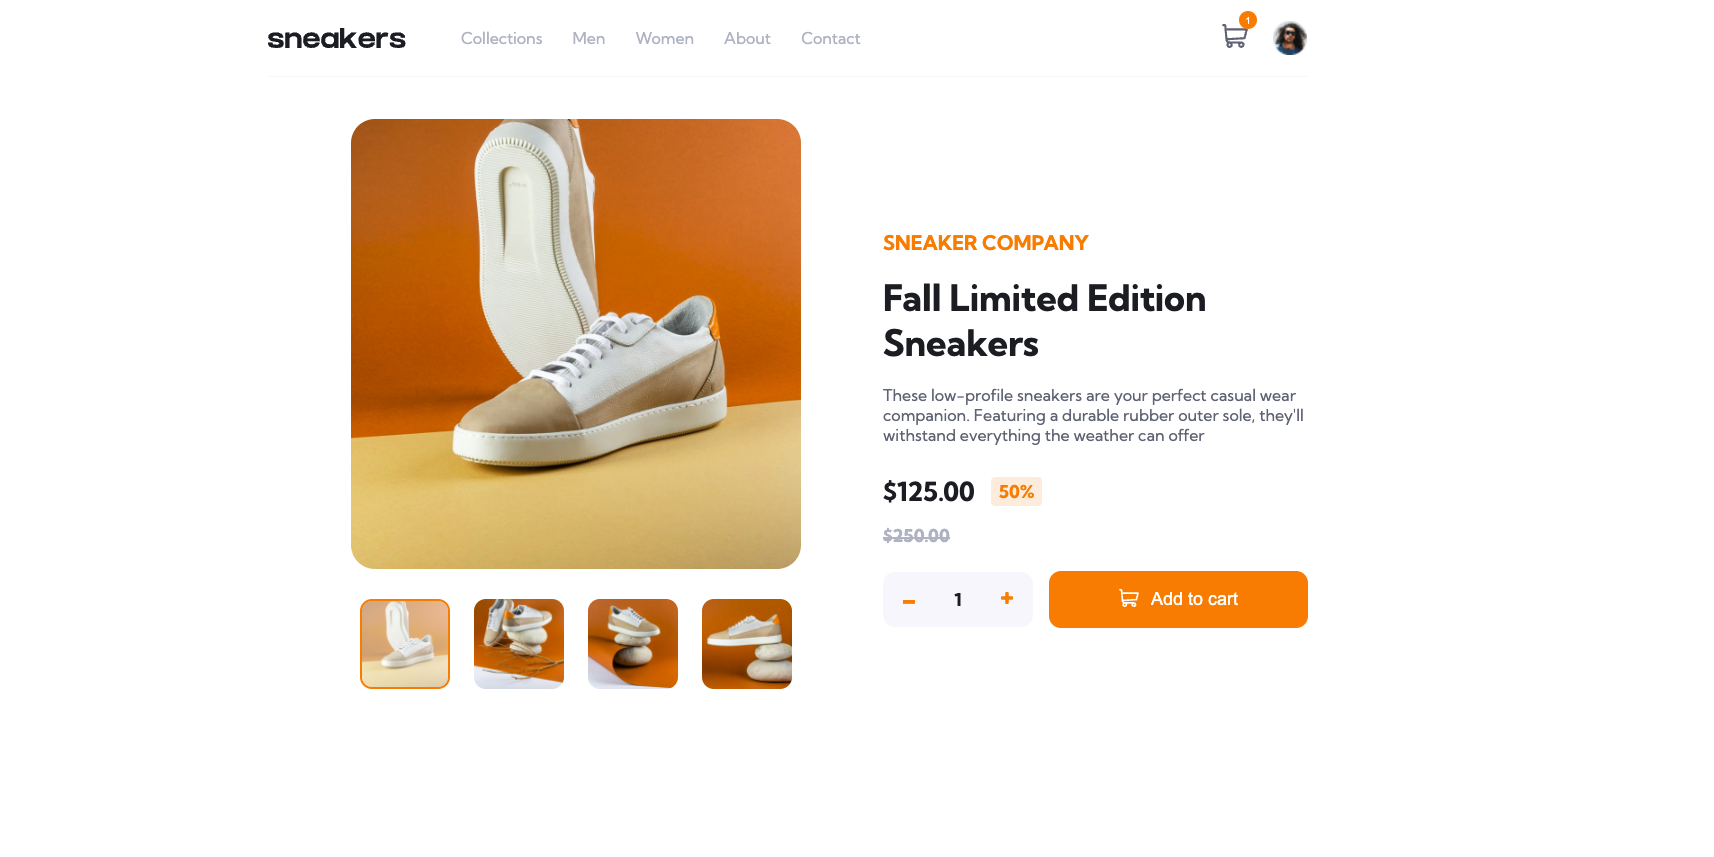 sneakers
Collections Men Women About Contact
1
SNEAKER COMPANY
Fall Limited Edition
Sneakers
These low-profile sneakers are your perfect casual wear
companion. Featuring a durable rubber outer sole, they'll
withstand everything the weather can offer
$125.00 50%
$250.00
- 1 +
Add to cart